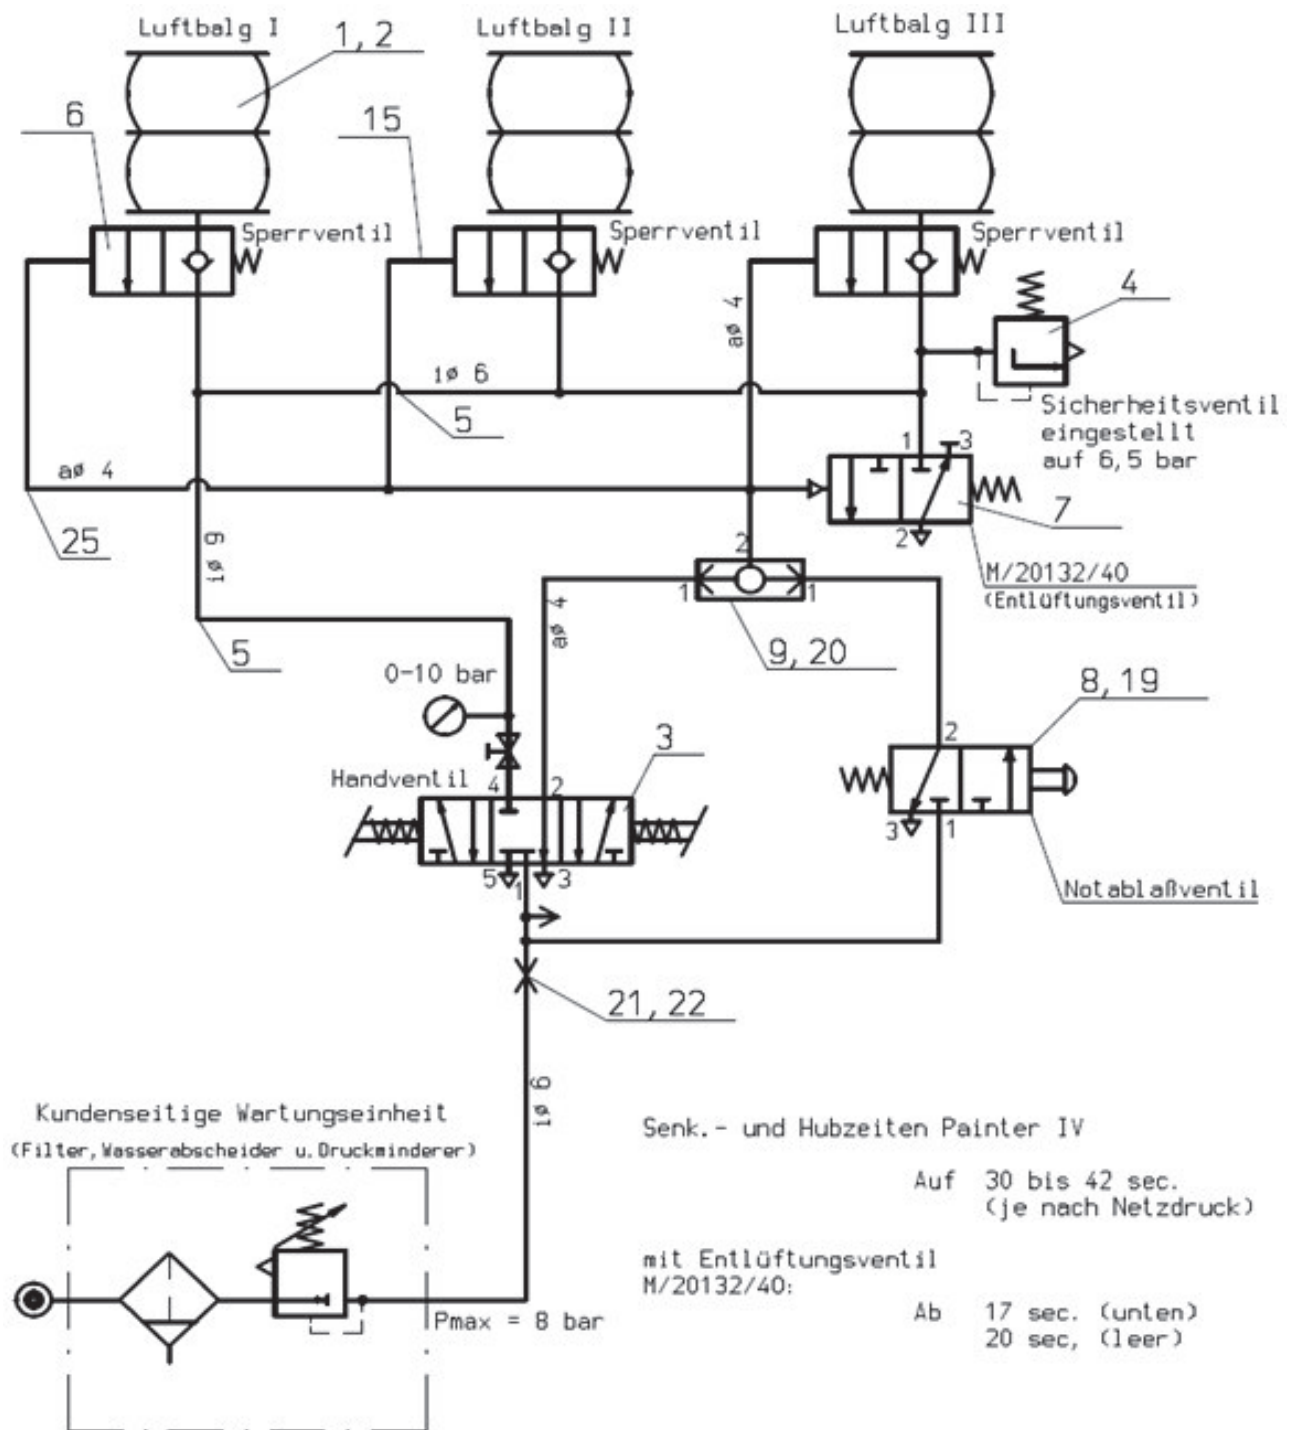 Luftbalg I
Luftbalg II
Luftbalg III
1,2
6
15
Sperrventil
Sperrventil
Sperrventil
4
aø 4
iø 6
5
Sicherheitsventil
eingestellt
auf 6,5 bar
1
3
aø 4
7
2
25
iø 6
2
M/20132/40
(Entlüftungsventil)
1
1
aø 4
5
9,20
0-10 bar
8,19
3
2
Handventil
4
2
3
1
5
1
3
Notablaßventil
21,22
iø 6
Kundenseitige Wartungseinheit
(Filter,Wasserabscheider u.Druckminderer)
Pmax = 8 bar
Senk.- und Hubzeiten Painter IV
Auf 30 bis 42 sec.
(je nach Netzdruck)
mit Entlüftungsventil
M/20132/40:
Ab 17 sec. (unten)
20 sec, (leer)